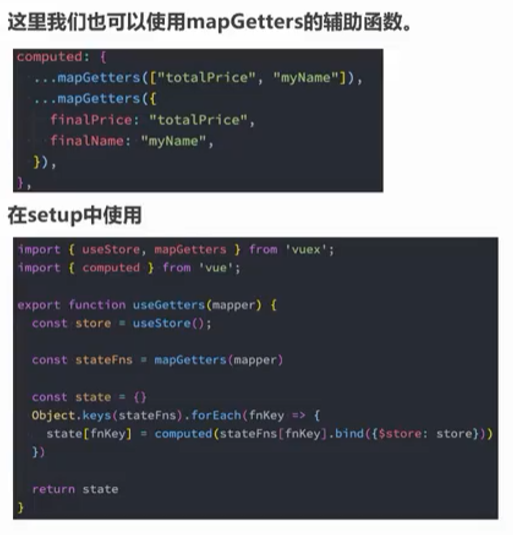 这里我们也可以使用mapGetters的辅助函数。
computed: {
  ...mapGetters(["totalPrice", "myName"]),
  ...mapGetters({
    finalPrice: "totalPrice",
    finalName: "myName",
  }),
},
在setup中使用
import { useStore, mapGetters } from 'vuex';
import { computed } from 'vue';

export function useGetters(mapper) {
  const store = useStore();

  const stateFns = mapGetters(mapper)

  const state = {}
  Object.keys(stateFns).forEach(fnKey => {
    state[fnKey] = computed(stateFns[fnKey].bind({$store: store}))
  })

  return state
}